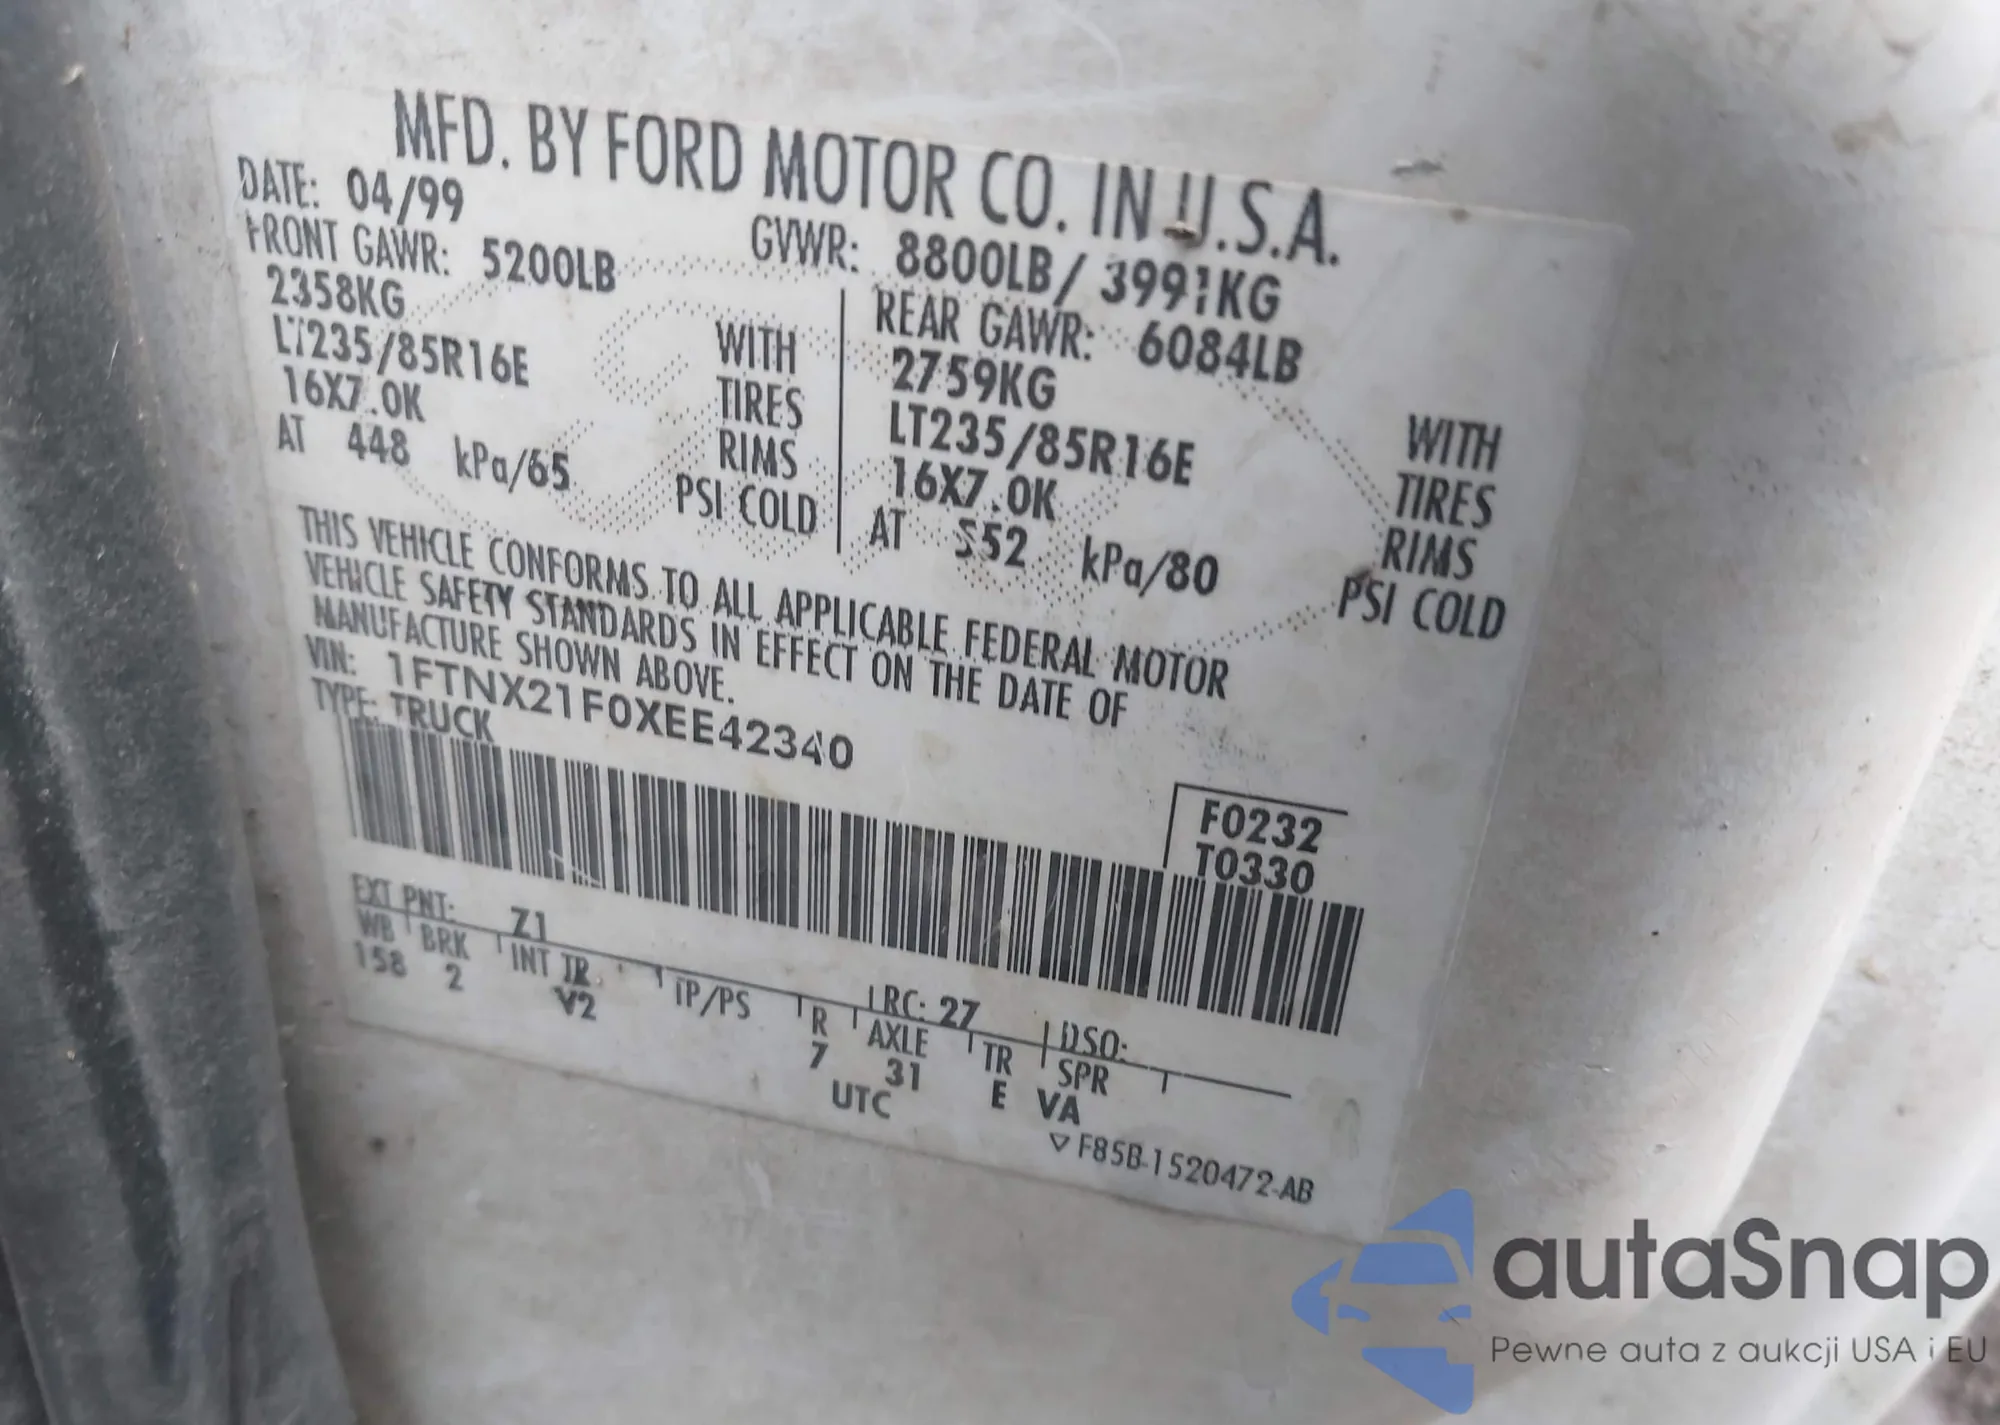 MFD. BY FORD MOTOR CO. IN U.S.A.
DATE: 04/99 GVWR: 8800LB/ 3991KG
FRONT GAWR: 5200LB REAR GAWR: 6084LB
2358KG WITH 2759KG WITH
LT235/85R16E TIRES LT235/85R16E TIRES
16X7.0K RIMS 16X7.0K RIMS
AT 448 kPa/65 PSI COLD AT 552 kPa/80 PSI COLD
THIS VEHICLE CONFORMS TO ALL APPLICABLE FEDERAL MOTOR
VEHICLE SAFETY STANDARDS IN EFFECT ON THE DATE OF
MANUFACTURE SHOWN ABOVE.
VIN: 1FTNX21F0XEE42340
TYPE: TRUCK
F0232
T0330
EXT PNT: Z1 RC: 27 DSO:
WB BRK INT TR TP/PS R AXLE TR SPR
158 2 V2 7 31 E VA
UTC
▽ F85B-1520472-AB
autaSnap
Pewne auta z aukcji USA i EU